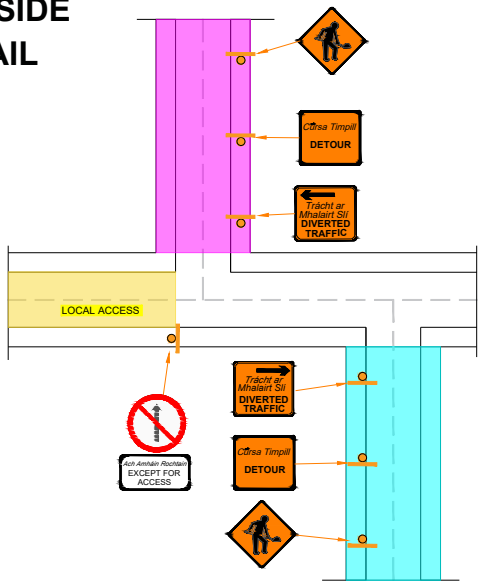 SIDE
AIL
Cúrsa Timpill
DETOUR
Trácht ar
Mhalairt Slí
DIVERTED
TRAFFIC
LOCAL ACCESS
Trácht ar
Mhalairt Slí
DIVERTED
TRAFFIC
Ach Amháin Rochtain
EXCEPT FOR
ACCESS
Cúrsa Timpill
DETOUR